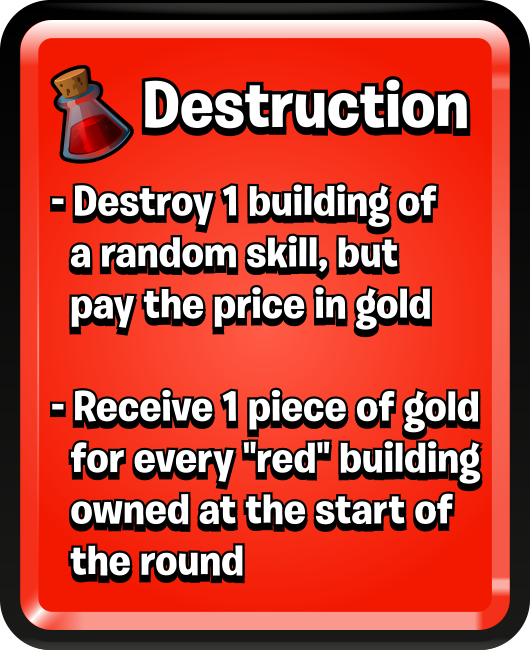 Destruction
- Destroy 1 building of
a random skill, but
pay the price in gold
- Receive 1 piece of gold
for every "red" building
owned at the start of
the round